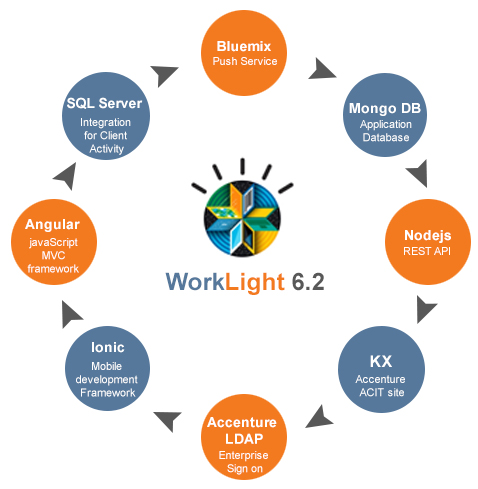 Bluemix
Push Service
Mongo DB
Application
Database
Nodejs
REST API
KX
Accenture
ACIT site
Accenture
LDAP
Enterprise
Sign on
Ionic
Mobile
development
Framework
Angular
javaScript
MVC
framework
SQL Server
Integration
for Client
Activity
WorkLight 6.2